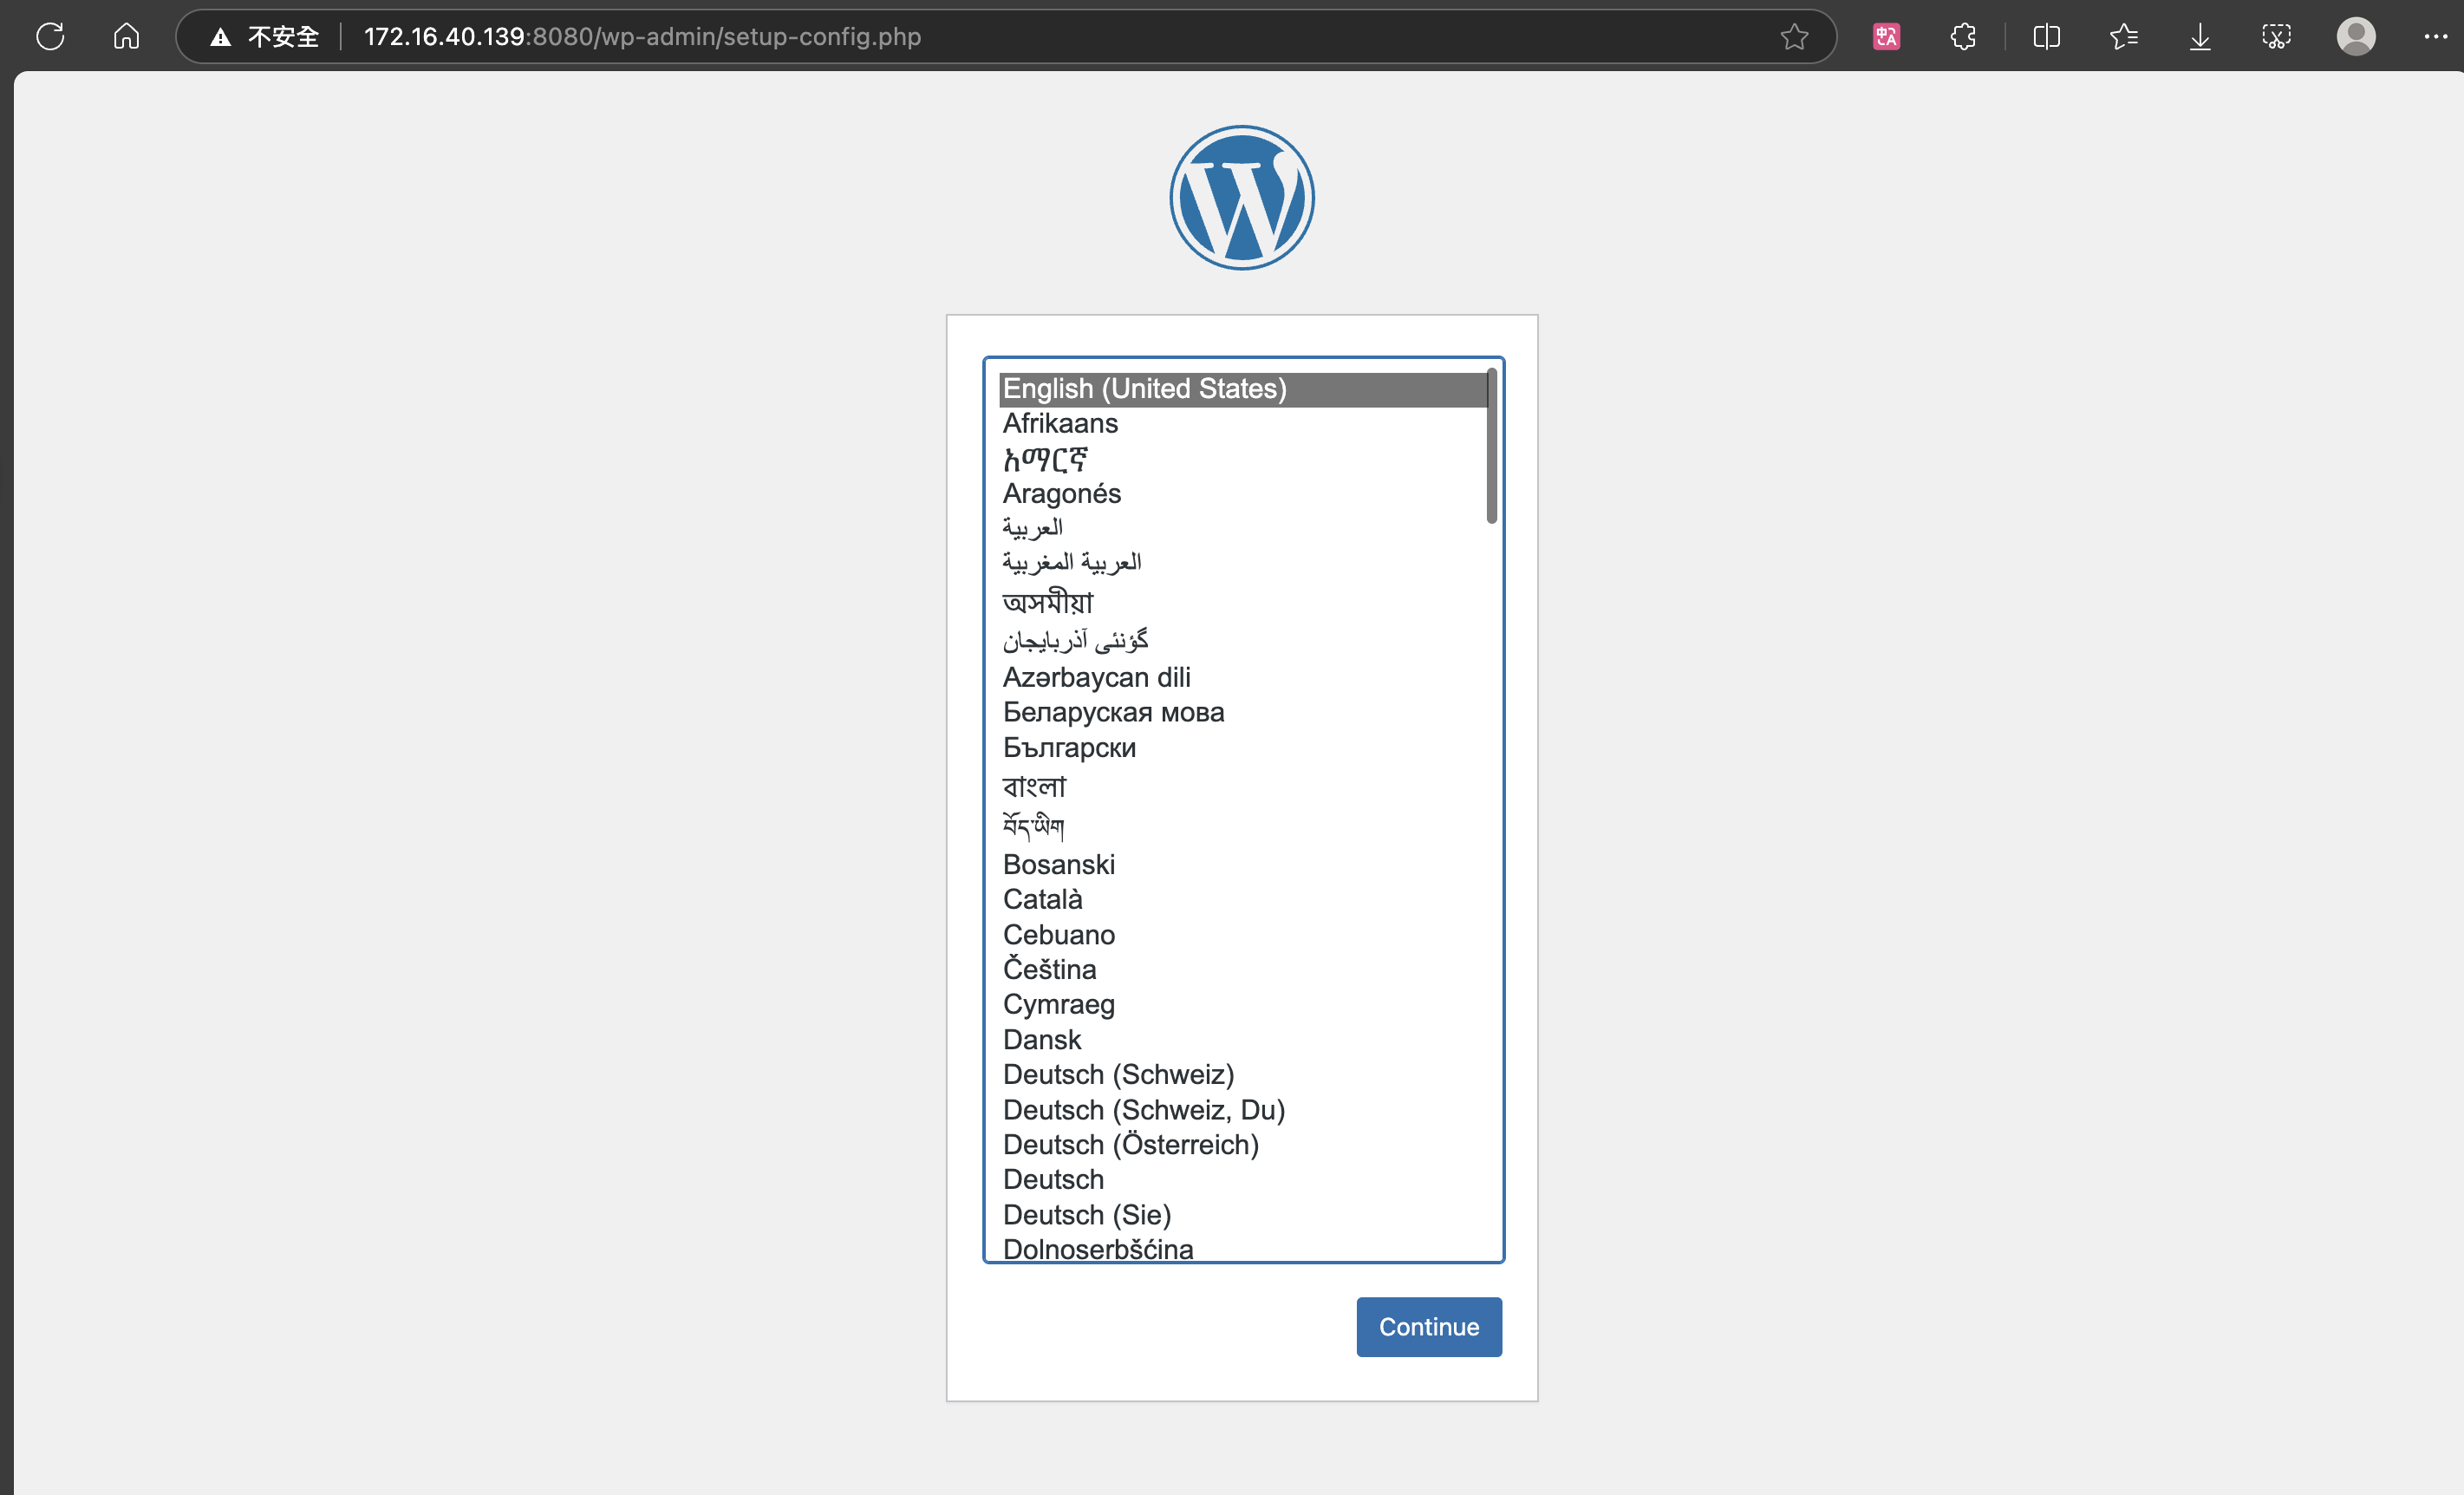 不安全
172.16.40.139:8080/wp-admin/setup-config.php
English (United States)
Afrikaans
አማርኛ
Aragonés
العربية
العربية المغربية
অসমীয়া
گؤنئی آذربایجان
Azərbaycan dili
Беларуская мова
Български
বাংলা
བོད་ཡིག
Bosanski
Català
Cebuano
Čeština
Cymraeg
Dansk
Deutsch (Schweiz)
Deutsch (Schweiz, Du)
Deutsch (Österreich)
Deutsch
Deutsch (Sie)
Dolnoserbšćina
Continue